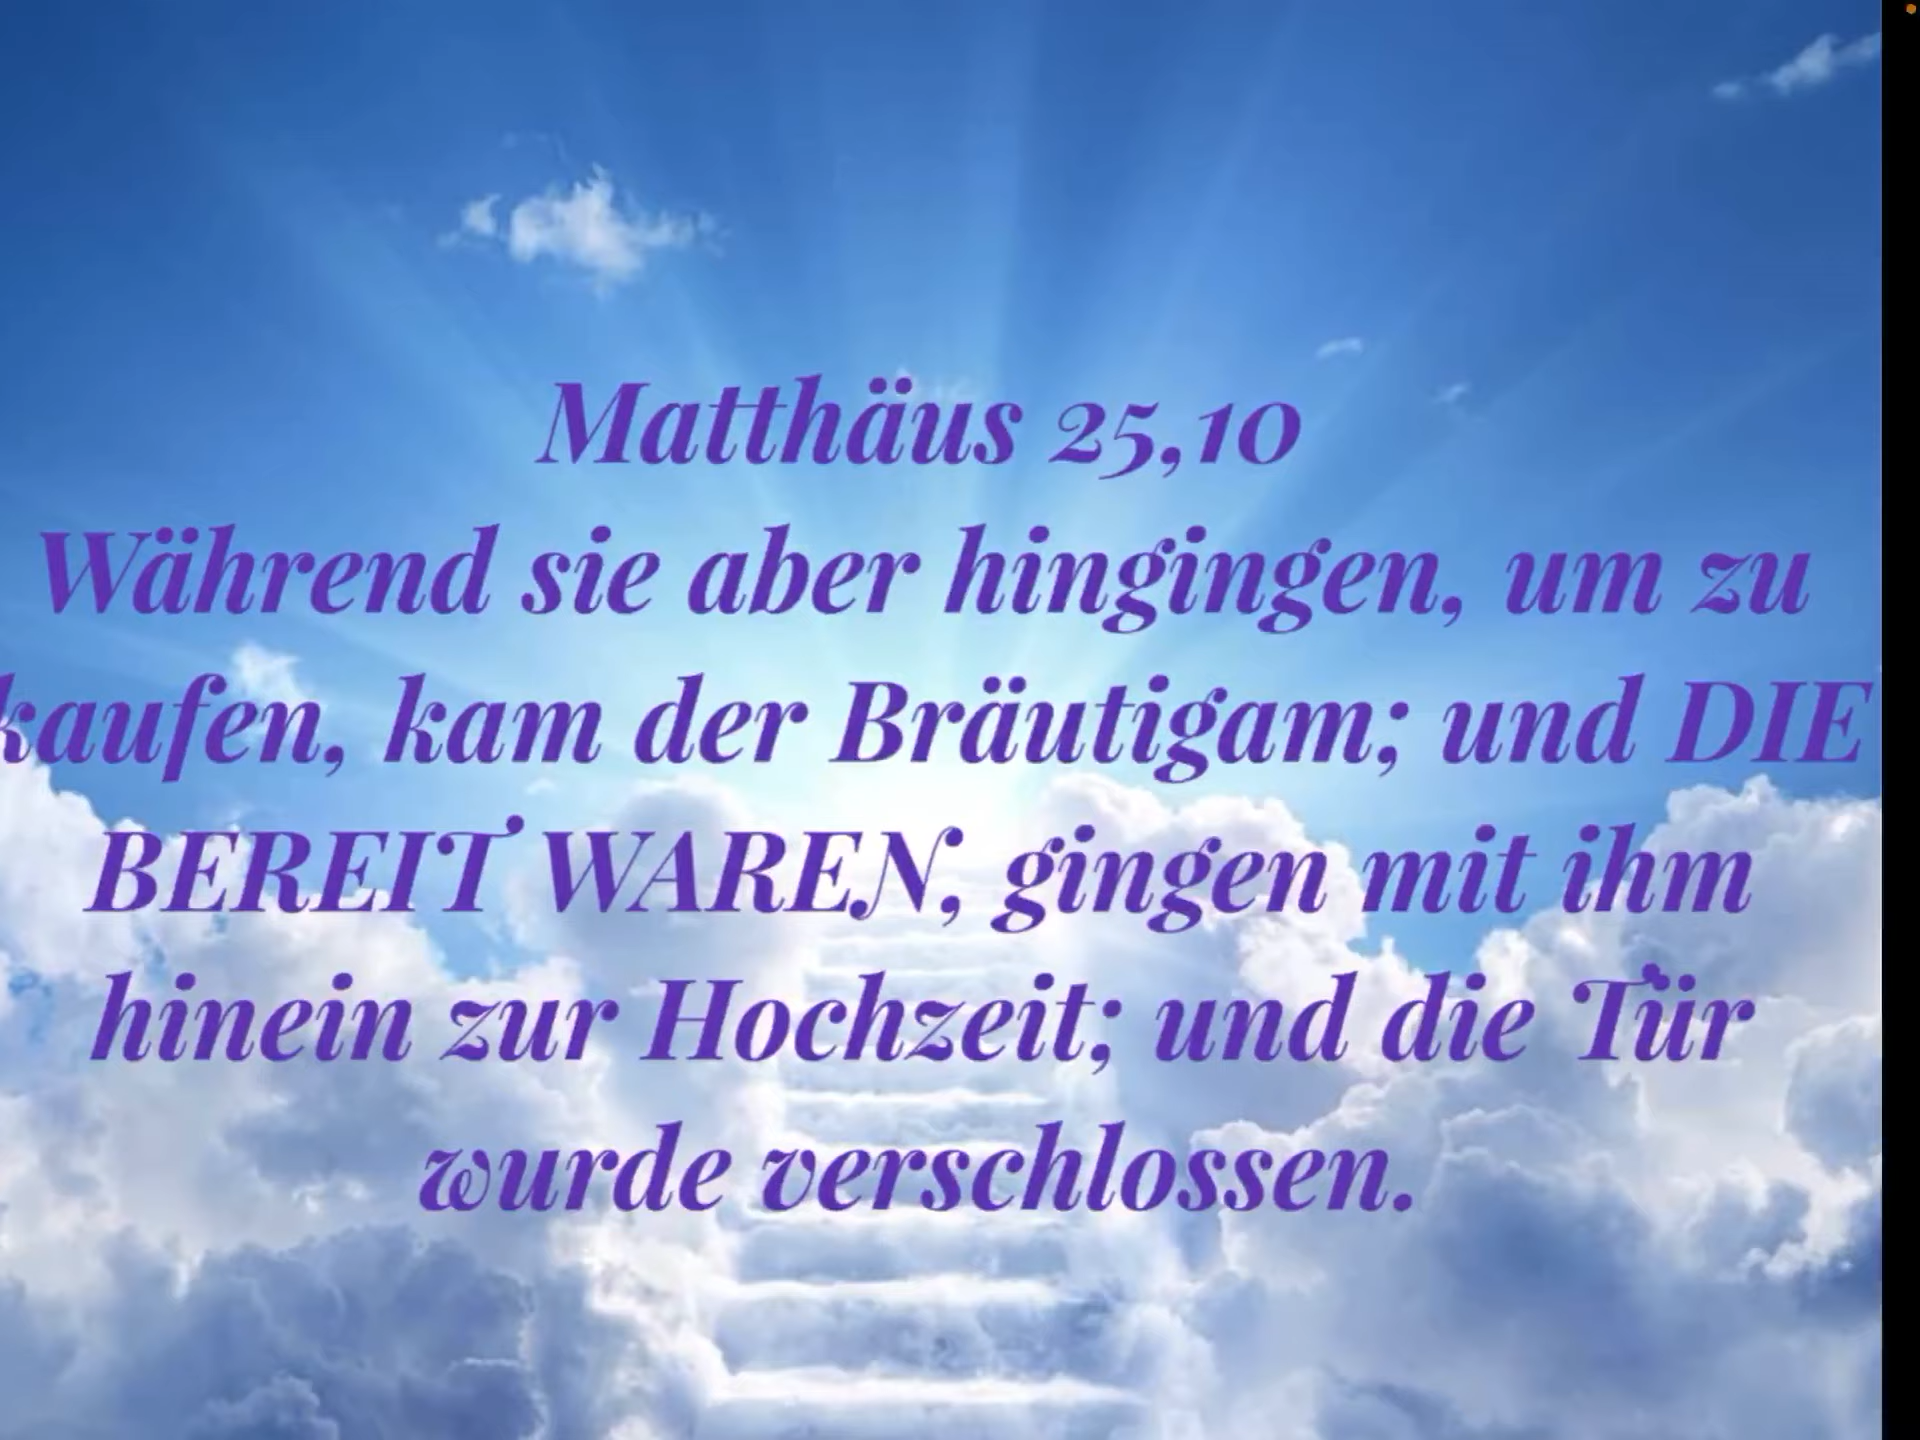 Matthäus 25,10
Während sie aber hingingen, um zu
kaufen, kam der Bräutigam; und DIE
BEREIT WAREN, gingen mit ihm
hinein zur Hochzeit; und die Tür
wurde verschlossen.